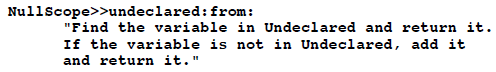 NullScope>>undeclared:from:
"Find the variable in Undeclared and return it.
If the variable is not in Undeclared, add it
and return it."